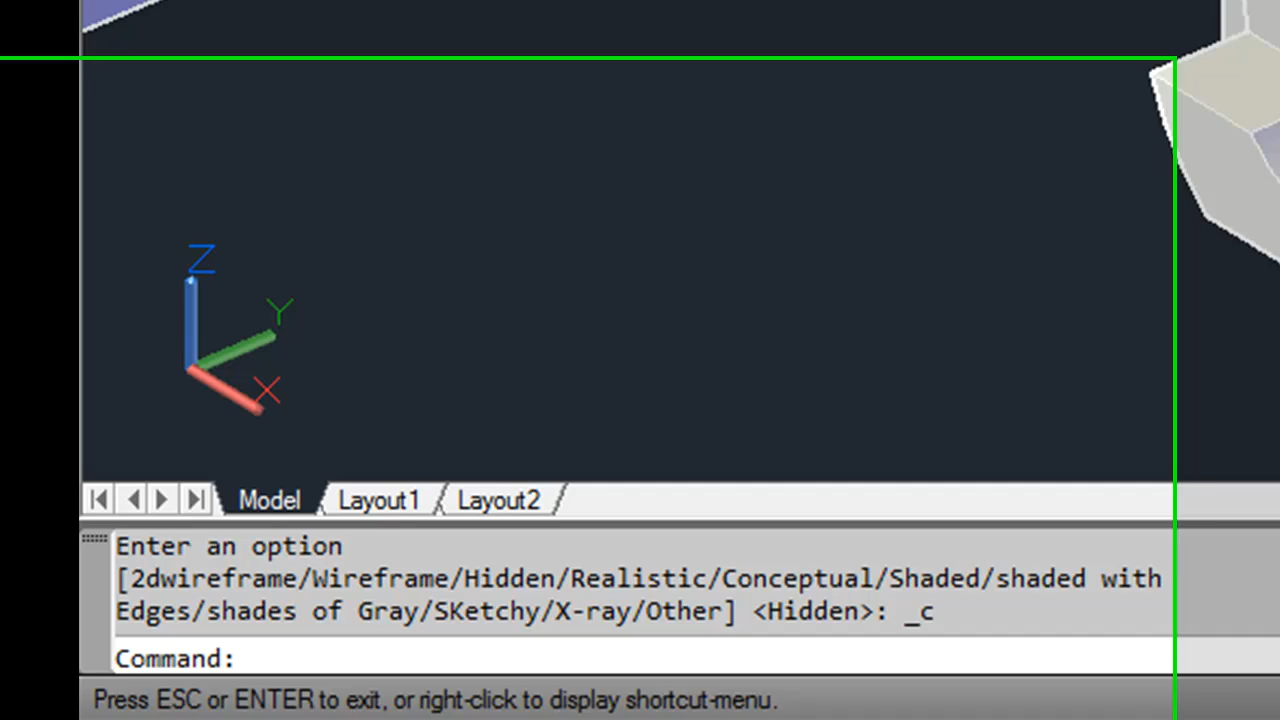 Z
Y
X
Model Layout1 Layout2
Enter an option
[2dwireframe/Wireframe/Hidden/Realistic/Conceptual/Shaded/shaded with
Edges/shades of Gray/SKetchy/X-ray/Other] <Hidden>: _c
Command:
Press ESC or ENTER to exit, or right-click to display shortcut-menu.